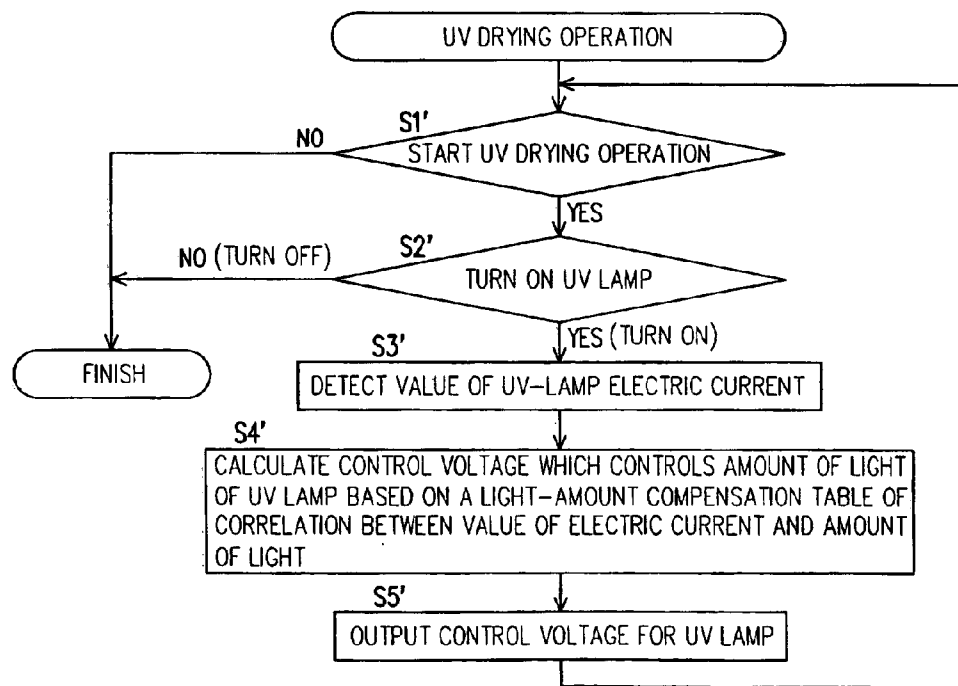 UV DRYING OPERATION
S1'
NO
START UV DRYING OPERATION
YES
S2'
NO (TURN OFF)
TURN ON UV LAMP
YES (TURN ON)
S3'
FINISH
DETECT VALUE OF UV-LAMP ELECTRIC CURRENT
S4'
CALCULATE CONTROL VOLTAGE WHICH CONTROLS AMOUNT OF LIGHT
OF UV LAMP BASED ON A LIGHT-AMOUNT COMPENSATION TABLE OF
CORRELATION BETWEEN VALUE OF ELECTRIC CURRENT AND AMOUNT
OF LIGHT
S5'
OUTPUT CONTROL VOLTAGE FOR UV LAMP